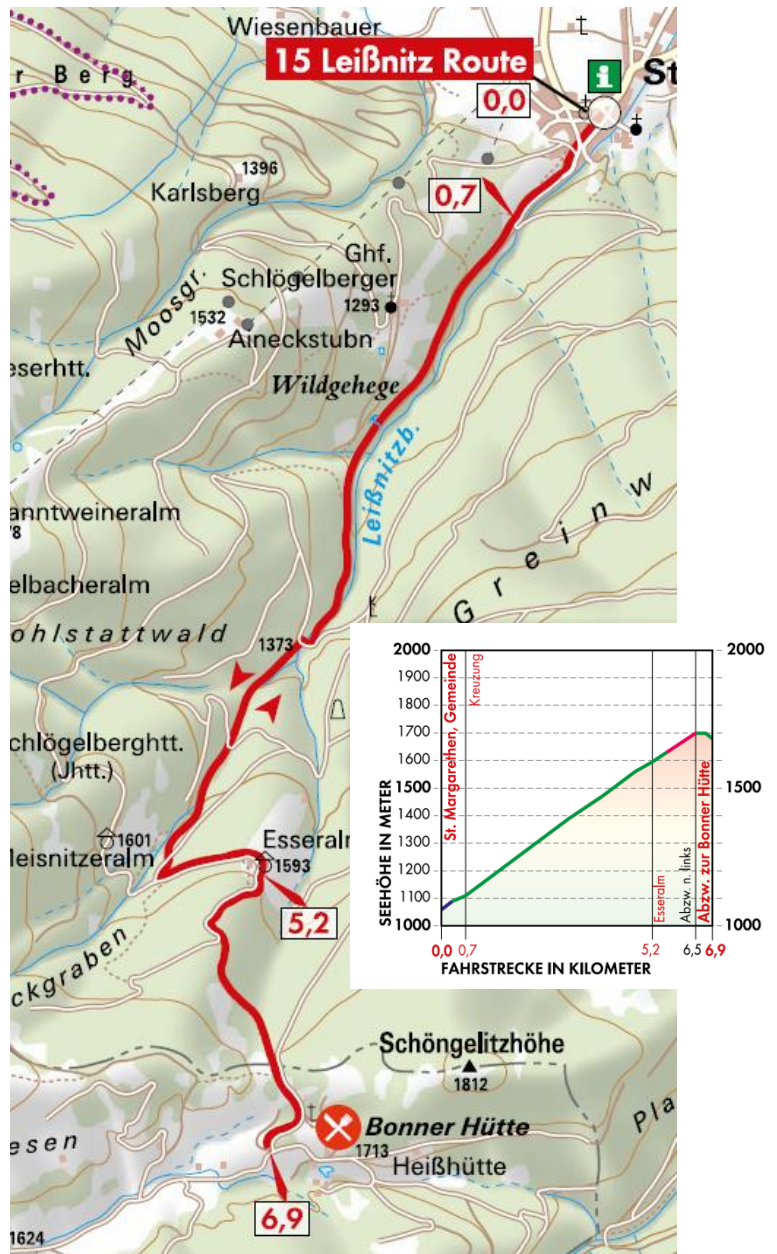 Wiesenbauer
15 Leißnitz Route
St
r Berg
0,0
1396
Karlsberg
0,7
Ghf.
Schlögelberger
1293
Moosgr.
1532
Aineckstubn
eserhtt.
Wildgehege
Leißnitzb.
anntweineralm
78
Greinw
elbacheralm
ohlstattwald
1373
chlögelberghtt.
(Jhtt.)
1601
Meisnitzeralm
Esseralm
1593
5,2
ckgraben
2000
1900
1800
1700
1600
1500
1400
1300
1200
1100
1000
SEEHÖHE IN METER
St. Margarethen, Gemeinde
Kreuzung
Esseralm
Abzw. n. links
Abzw. zur Bonner Hütte
2000
1500
1000
0,0 0,7 5,2 6,5 6,9
FAHRSTRECKE IN KILOMETER
Schöngelitzhöhe
1812
Pla
Bonner Hütte
1713
esen
Heißhütte
6,9
1624